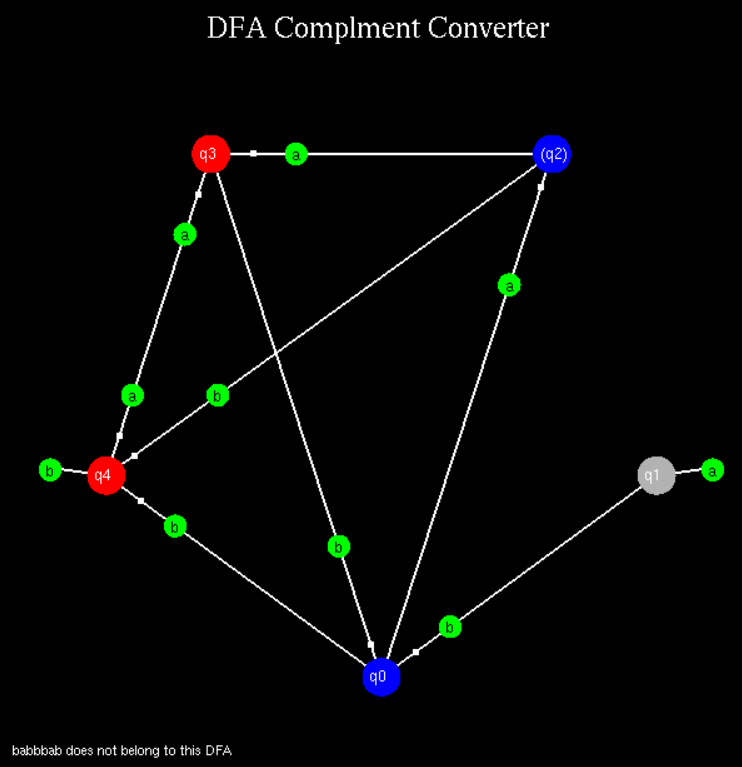 DFA Complment Converter
q3
a
(q2)
a
a
a
b
b
q4
q1
a
b
b
b
q0
babbbab does not belong to this DFA